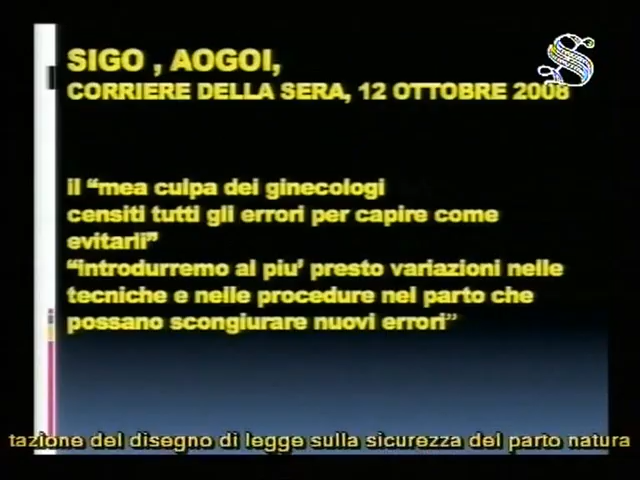 SIGO , AOGOI,
CORRIERE DELLA SERA, 12 OTTOBRE 2008
il “mea culpa dei ginecologi
censiti tutti gli errori per capire come
evitarli”
“introdurremo al piu’ presto variazioni nelle
tecniche e nelle procedure nel parto che
possano scongiurare nuovi errori”
tazione del disegno di legge sulla sicurezza del parto natura